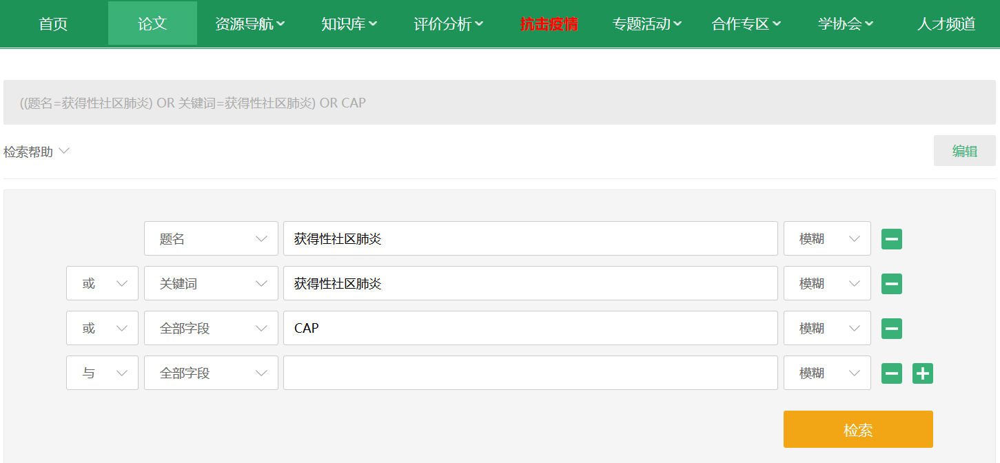 首页 论文 资源导航 知识库 评价分析 抗击疫情 专题活动 合作专区 学协会 人才频道
((题名=获得性社区肺炎) OR 关键词=获得性社区肺炎) OR CAP
检索帮助 编辑
题名 获得性社区肺炎 模糊
或 关键词 获得性社区肺炎 模糊
或 全部字段 CAP 模糊
与 全部字段 模糊
检索